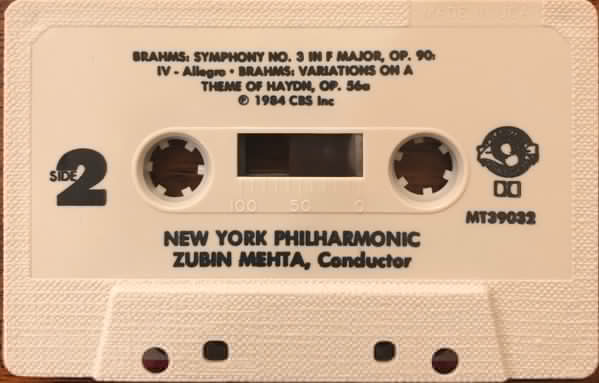 BRAHMS: SYMPHONY NO. 3 IN F MAJOR, OP. 90:
IV - Allegro • BRAHMS: VARIATIONS ON A
THEME OF HAYDN, OP. 56a
℗ 1984 CBS Inc
SIDE 2
100 50 0
MT39032
NEW YORK PHILHARMONIC
ZUBIN MEHTA, Conductor